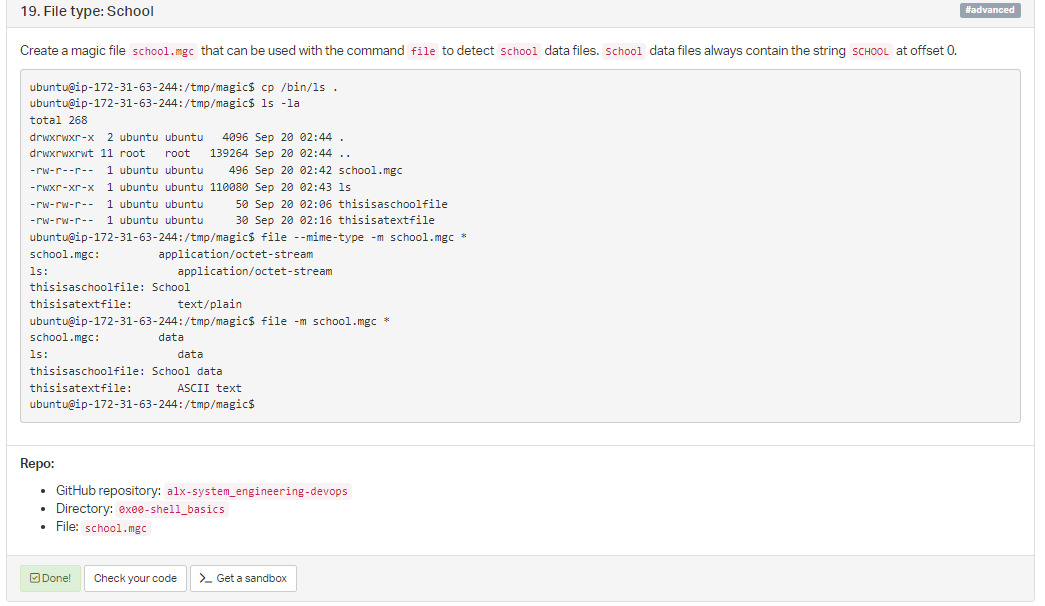 19. File type: School
#advanced
Create a magic file school.mgc that can be used with the command file to detect School data files. School data files always contain the string SCHOOL at offset 0.
ubuntu@ip-172-31-63-244:/tmp/magic$ cp /bin/ls .
ubuntu@ip-172-31-63-244:/tmp/magic$ ls -la
total 268
drwxrwxr-x  2 ubuntu ubuntu   4096 Sep 20 02:44 .
drwxrwxrwt 11 root   root   139264 Sep 20 02:44 ..
-rw-r--r--  1 ubuntu ubuntu    496 Sep 20 02:42 school.mgc
-rwxr-xr-x  1 ubuntu ubuntu 110080 Sep 20 02:43 ls
-rw-rw-r--  1 ubuntu ubuntu     50 Sep 20 02:06 thisisaschoolfile
-rw-rw-r--  1 ubuntu ubuntu     30 Sep 20 02:16 thisisatextfile
ubuntu@ip-172-31-63-244:/tmp/magic$ file --mime-type -m school.mgc *
school.mgc:         application/octet-stream
ls:                    application/octet-stream
thisisaschoolfile: School
thisisatextfile:       text/plain
ubuntu@ip-172-31-63-244:/tmp/magic$ file -m school.mgc *
school.mgc:         data
ls:                    data
thisisaschoolfile: School data
thisisatextfile:       ASCII text
ubuntu@ip-172-31-63-244:/tmp/magic$
Repo:
• GitHub repository: alx-system_engineering-devops
• Directory: 0x00-shell_basics
• File: school.mgc
Done! Check your code >_ Get a sandbox